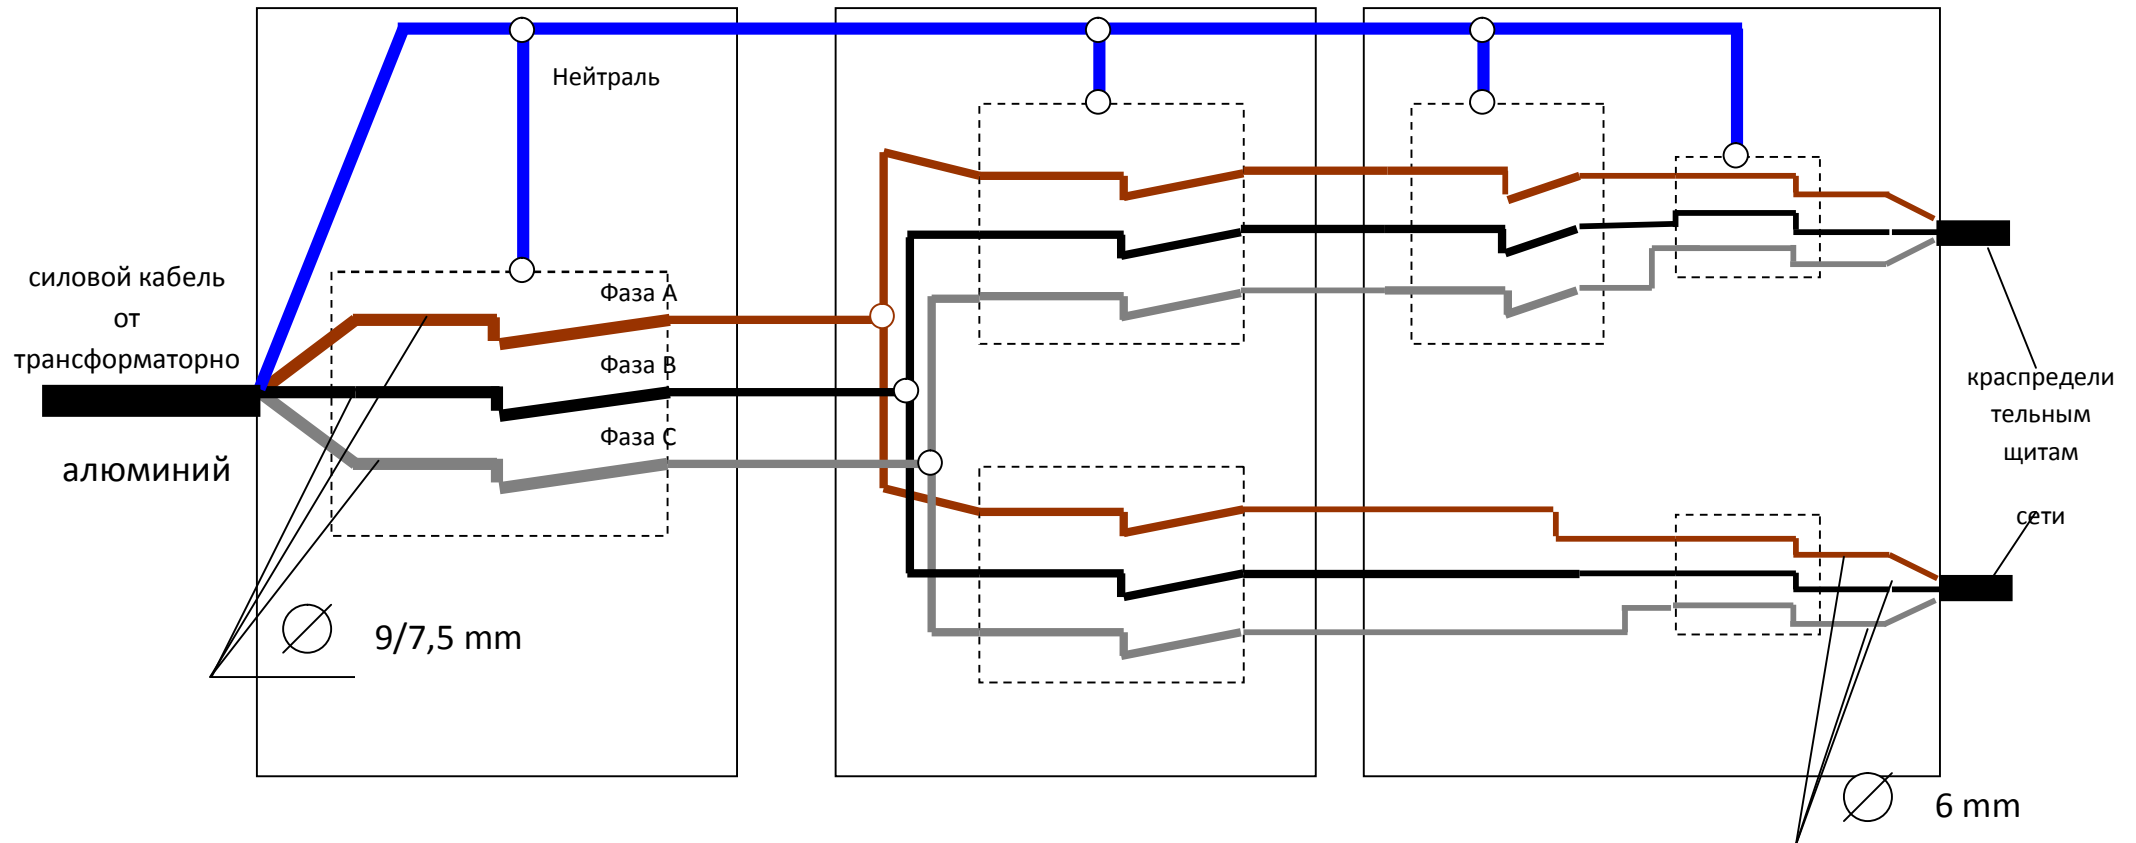 Нейтраль
силовой кабель
от
трансформаторно
алюминий
Фаза А
Фаза В
Фаза С
9/7,5 mm
краспредели
тельным
щитам
сети
6 mm